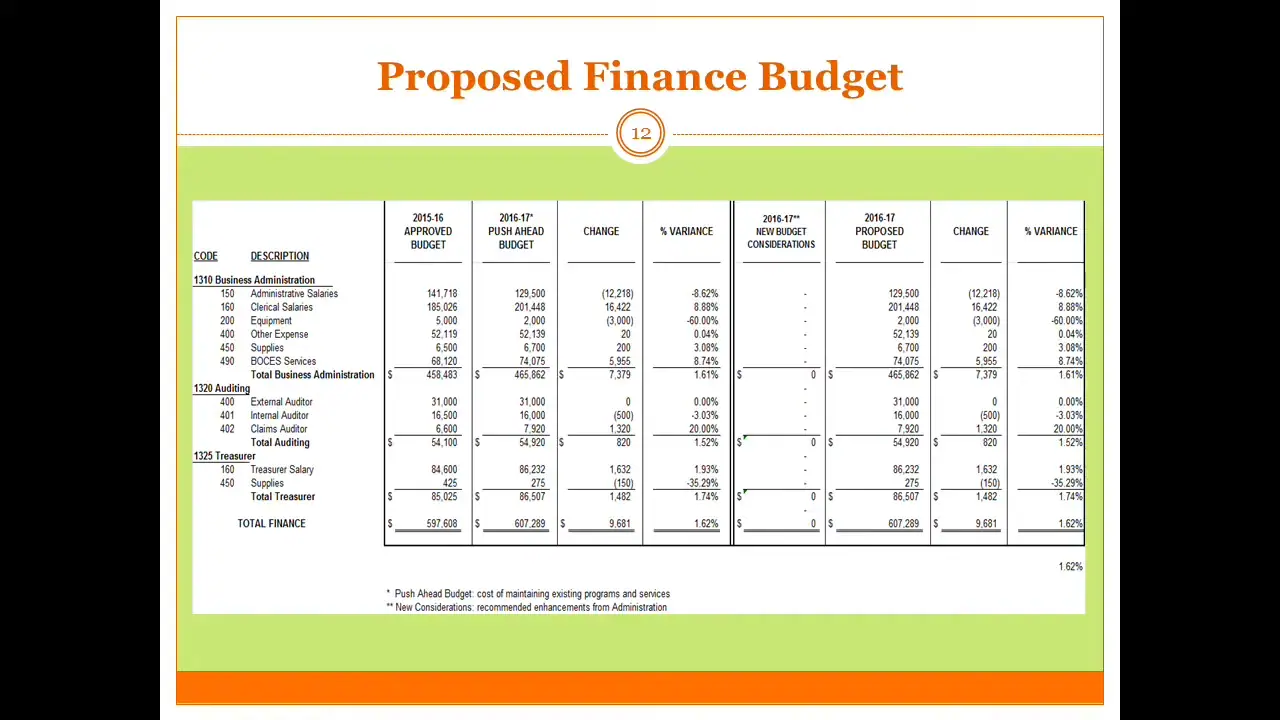 Proposed Finance Budget
12
CODE DESCRIPTION 2015-16 APPROVED BUDGET 2016-17* PUSH AHEAD BUDGET CHANGE % VARIANCE 2016-17** NEW BUDGET CONSIDERATIONS 2016-17 PROPOSED BUDGET CHANGE % VARIANCE
1310 Business Administration
150 Administrative Salaries 141,718 129,500 (12,218) -8.62% - 129,500 (12,218) -8.62%
160 Clerical Salaries 185,026 201,448 16,422 8.88% - 201,448 16,422 8.88%
200 Equipment 5,000 2,000 (3,000) -60.00% - 2,000 (3,000) -60.00%
400 Other Expense 52,119 52,139 20 0.04% - 52,139 20 0.04%
450 Supplies 6,500 6,700 200 3.08% - 6,700 200 3.08%
490 BOCES Services 68,120 74,075 5,955 8.74% - 74,075 5,955 8.74%
Total Business Administration $ 458,483 $ 465,862 $ 7,379 1.61% $ 0 $ 465,862 $ 7,379 1.61%
1320 Auditing -
400 External Auditor 31,000 31,000 0 0.00% - 31,000 0 0.00%
401 Internal Auditor 16,500 16,000 (500) -3.03% - 16,000 (500) -3.03%
402 Claims Auditor 6,600 7,920 1,320 20.00% - 7,920 1,320 20.00%
Total Auditing $ 54,100 $ 54,920 $ 820 1.52% $ 0 $ 54,920 $ 820 1.52%
1325 Treasurer -
160 Treasurer Salary 84,600 86,232 1,632 1.93% - 86,232 1,632 1.93%
450 Supplies 425 275 (150) -35.29% - 275 (150) -35.29%
Total Treasurer $ 85,025 $ 86,507 $ 1,482 1.74% $ 0 $ 86,507 $ 1,482 1.74%
-
TOTAL FINANCE $ 597,608 $ 607,289 $ 9,681 1.62% $ 0 $ 607,289 $ 9,681 1.62%
1.62%
* Push Ahead Budget: cost of maintaining existing programs and services
** New Considerations: recommended enhancements from Administration